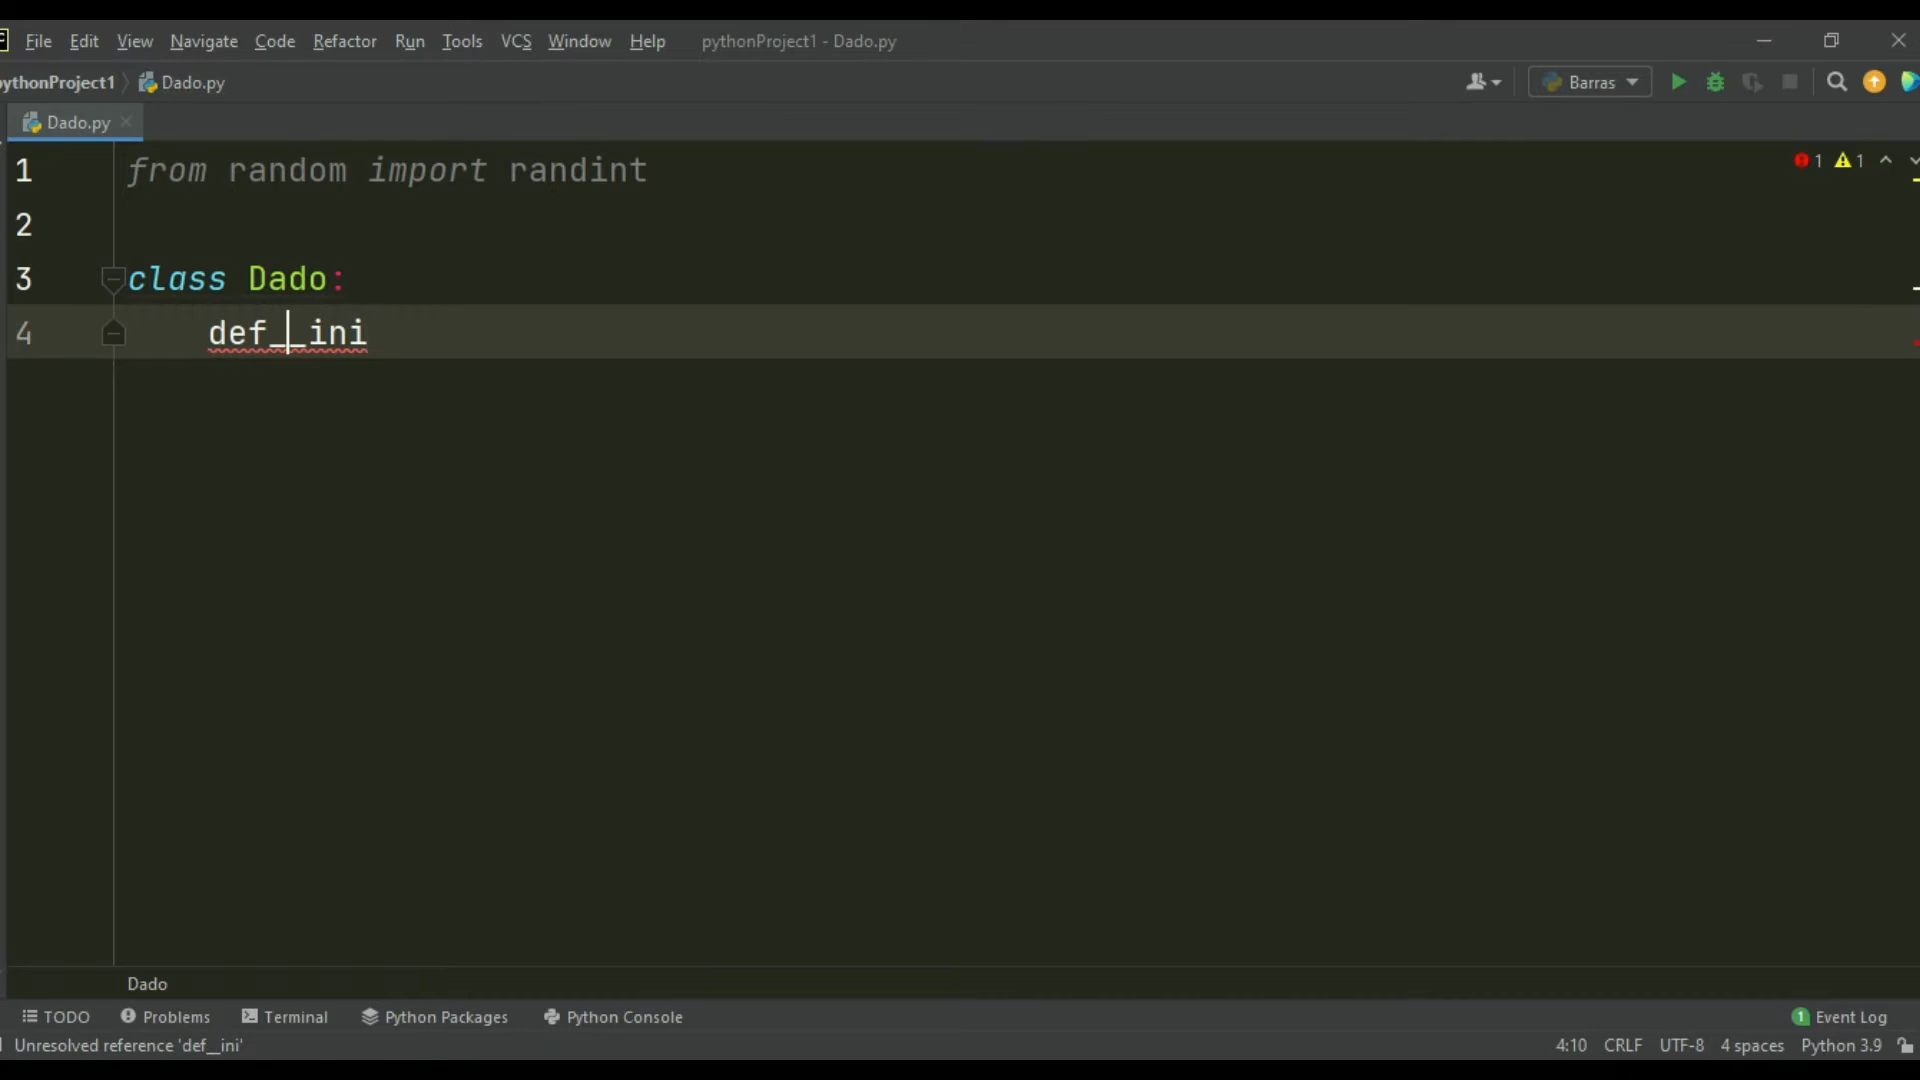 File Edit View Navigate Code Refactor Run Tools VCS Window Help pythonProject1 - Dado.py
ythonProject1 Dado.py Barras
Dado.py
1 from random import randint 1 1
2
3 class Dado:
4 def__ini
Dado
TODO Problems Terminal Python Packages Python Console 1 Event Log
Unresolved reference 'def__ini' 4:10 CRLF UTF-8 4 spaces Python 3.9